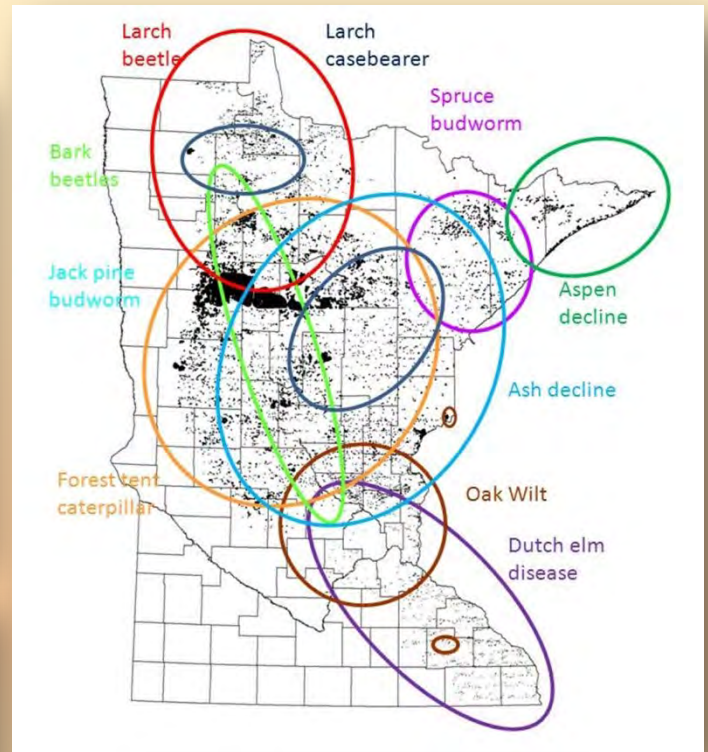 Larch
beetle
Larch
casebearer
Spruce
budworm
Bark
beetles
Jack pine
budworm
Aspen
decline
Ash decline
Forest tent
caterpillar
Oak Wilt
Dutch elm
disease